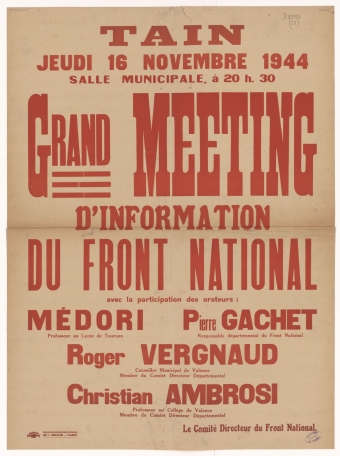 TAIN
JEUDI 16 NOVEMBRE 1944
SALLE MUNICIPALE, à 20 h. 30
GRAND MEETING
D'INFORMATION
DU FRONT NATIONAL
avec la participation des orateurs :
MÉDORI Pierre GACHET
Professeur au Lycée de Tournon Responsable départemental du Front National
Roger VERGNAUD
Conseiller Municipal de Valence
Membre du Comité Directeur Départemental
Christian AMBROSI
Professeur au Collège de Valence
Membre du Comité Directeur Départemental
Le Comité Directeur du Front National.